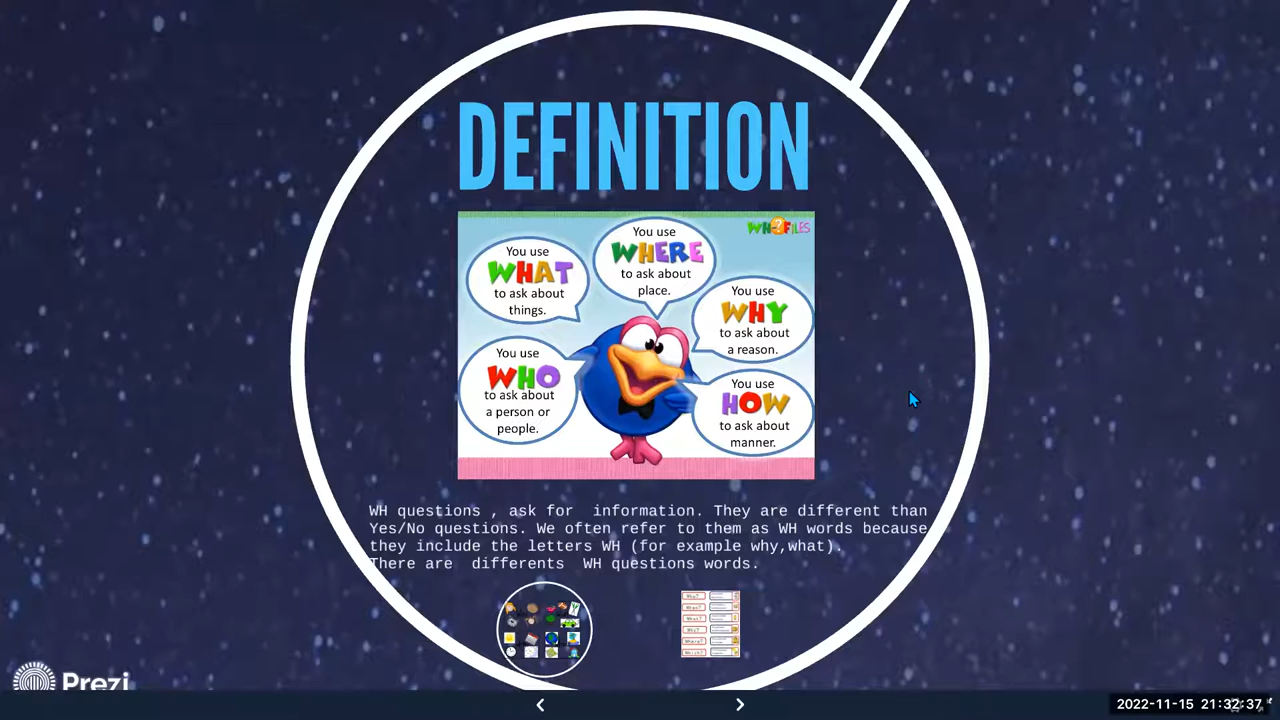 DEFINITION
WH?FILES
You use
WHERE
to ask about
place.
You use
WHAT
to ask about
things.
You use
WHY
to ask about
a reason.
You use
WHO
to ask about
a person or
people.
You use
HOW
to ask about
manner.
WH questions , ask for  information. They are different than
Yes/No questions. We often refer to them as WH words because
they include the letters WH (for example why,what).
There are  differents  WH questions words.
Prezi
2022-11-15 21:32:37